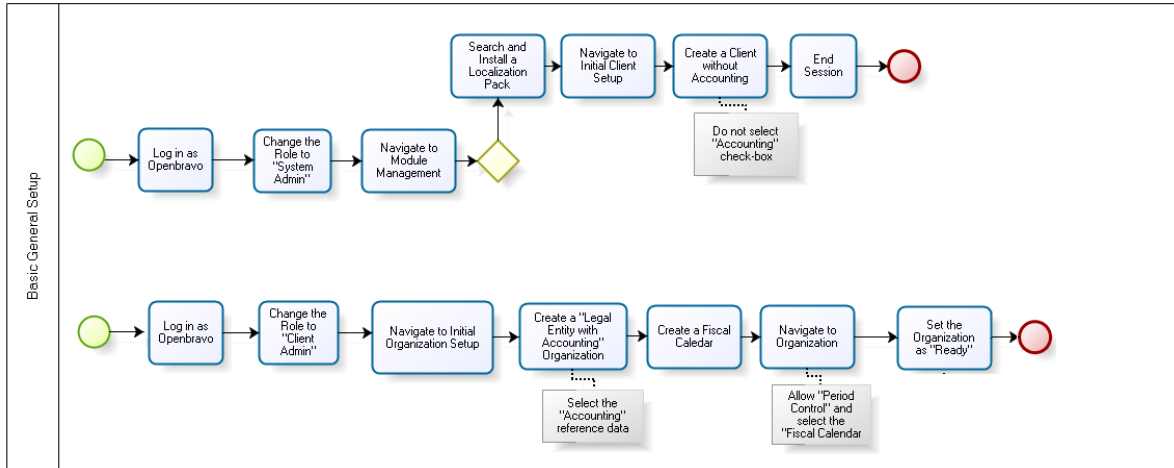 Basic General Setup
Search and
Install a
Localization
Pack
Navigate to
Initial Client
Setup
Create a Client
without
Accounting
End
Session
Do not select
"Accounting"
check-box
Log in as
Openbravo
Change the
Role to
"System
Admin"
Navigate to
Module
Management
Log in as
Openbravo
Change the
Role to
"Client
Admin"
Navigate to Initial
Organization Setup
Create a "Legal
Entity with
Accounting"
Organization
Create a Fiscal
Caledar
Navigate to
Organization
Set the
Organization
as "Ready"
Select the
"Accounting"
reference data
Allow "Period
Control" and
select the
"Fiscal Calendar